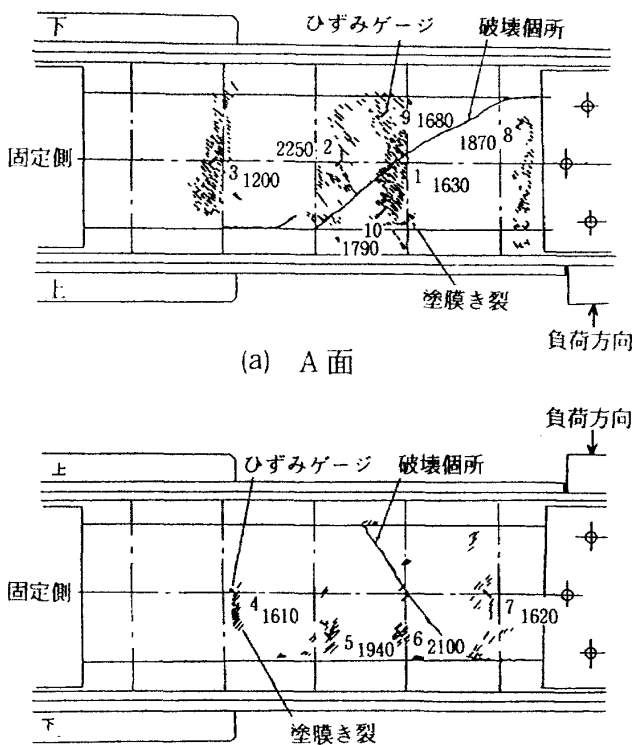 下
ひずみゲージ
破壊個所
9 1680
1870 8
2250 2
固定側
3
1200
1
1630
10
1790
塗膜き裂
上
負荷方向
(a) A面
負荷方向
上
ひずみゲージ
破壊個所
固定側
4
1610
7
1620
5
1940
6
2100
下
塗膜き裂